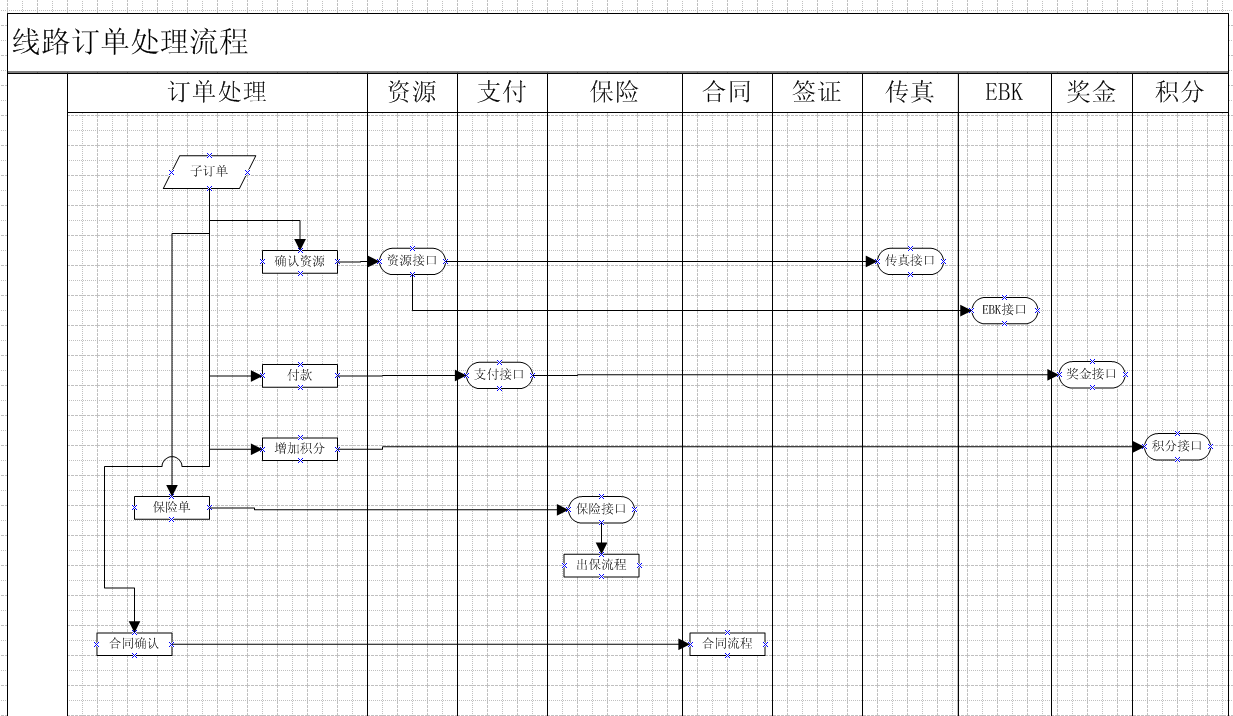 线路订单处理流程
订单处理 资源 支付 保险 合同 签证 传真 EBK 奖金 积分
子订单
确认资源 资源接口 传真接口
EBK接口
付款 支付接口 奖金接口
增加积分 积分接口
保险单 保险接口
出保流程
合同确认 合同流程